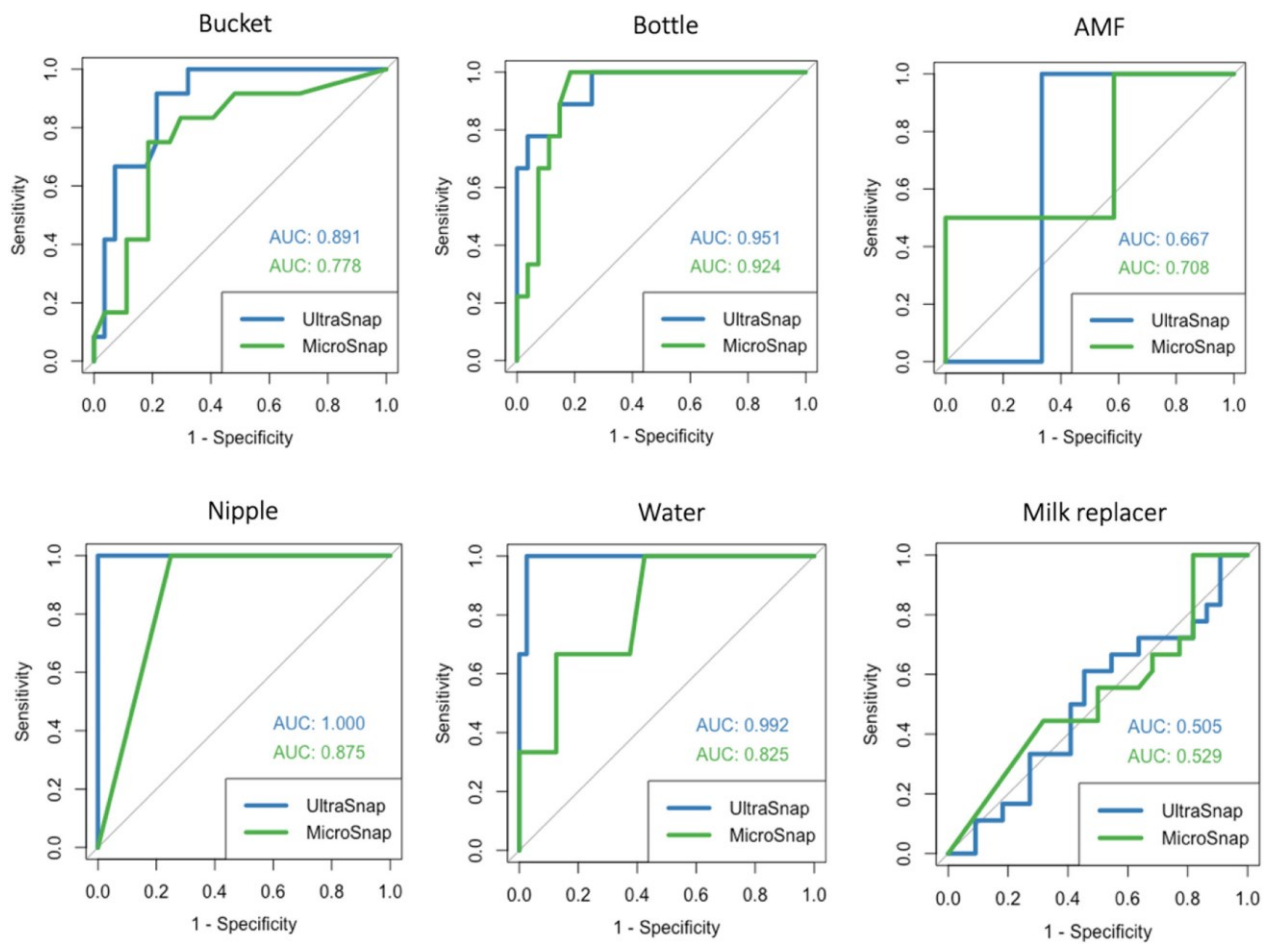 Bucket
Sensitivity
0.0 0.2 0.4 0.6 0.8 1.0
AUC: 0.891
AUC: 0.778
UltraSnap
MicroSnap
0.0 0.2 0.4 0.6 0.8 1.0
1 - Specificity
Bottle
Sensitivity
0.0 0.2 0.4 0.6 0.8 1.0
AUC: 0.951
AUC: 0.924
UltraSnap
MicroSnap
0.0 0.2 0.4 0.6 0.8 1.0
1 - Specificity
AMF
Sensitivity
0.0 0.2 0.4 0.6 0.8 1.0
AUC: 0.667
AUC: 0.708
UltraSnap
MicroSnap
0.0 0.2 0.4 0.6 0.8 1.0
1 - Specificity
Nipple
Sensitivity
0.0 0.2 0.4 0.6 0.8 1.0
AUC: 1.000
AUC: 0.875
UltraSnap
MicroSnap
0.0 0.2 0.4 0.6 0.8 1.0
1 - Specificity
Water
Sensitivity
0.0 0.2 0.4 0.6 0.8 1.0
AUC: 0.992
AUC: 0.825
UltraSnap
MicroSnap
0.0 0.2 0.4 0.6 0.8 1.0
1 - Specificity
Milk replacer
Sensitivity
0.0 0.2 0.4 0.6 0.8 1.0
AUC: 0.505
AUC: 0.529
UltraSnap
MicroSnap
0.0 0.2 0.4 0.6 0.8 1.0
1 - Specificity